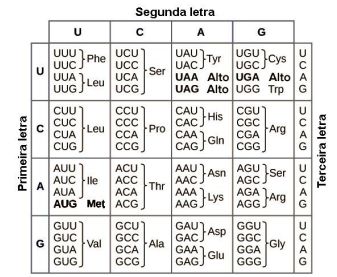 Segunda letra
U C A G
Primeira letra
U
UUU UUC Phe
UUA UUG Leu
UCU UCC UCA UCG Ser
UAU UAC Tyr
UAA Alto
UAG Alto
UGU UGC Cys
UGA Alto
UGG Trp
U C A G
C
CUU CUC CUA CUG Leu
CCU CCC CCA CCG Pro
CAU CAC His
CAA CAG Gln
CGU CGC CGA CGG Arg
U C A G
A
AUU AUC AUA Ile
AUG Met
ACU ACC ACA ACG Thr
AAU AAC Asn
AAA AAG Lys
AGU AGC Ser
AGA AGG Arg
U C A G
G
GUU GUC GUA GUG Val
GCU GCC GCA GCG Ala
GAU GAC Asp
GAA GAG Glu
GGU GGC GGA GGG Gly
U C A G
Terceira letra